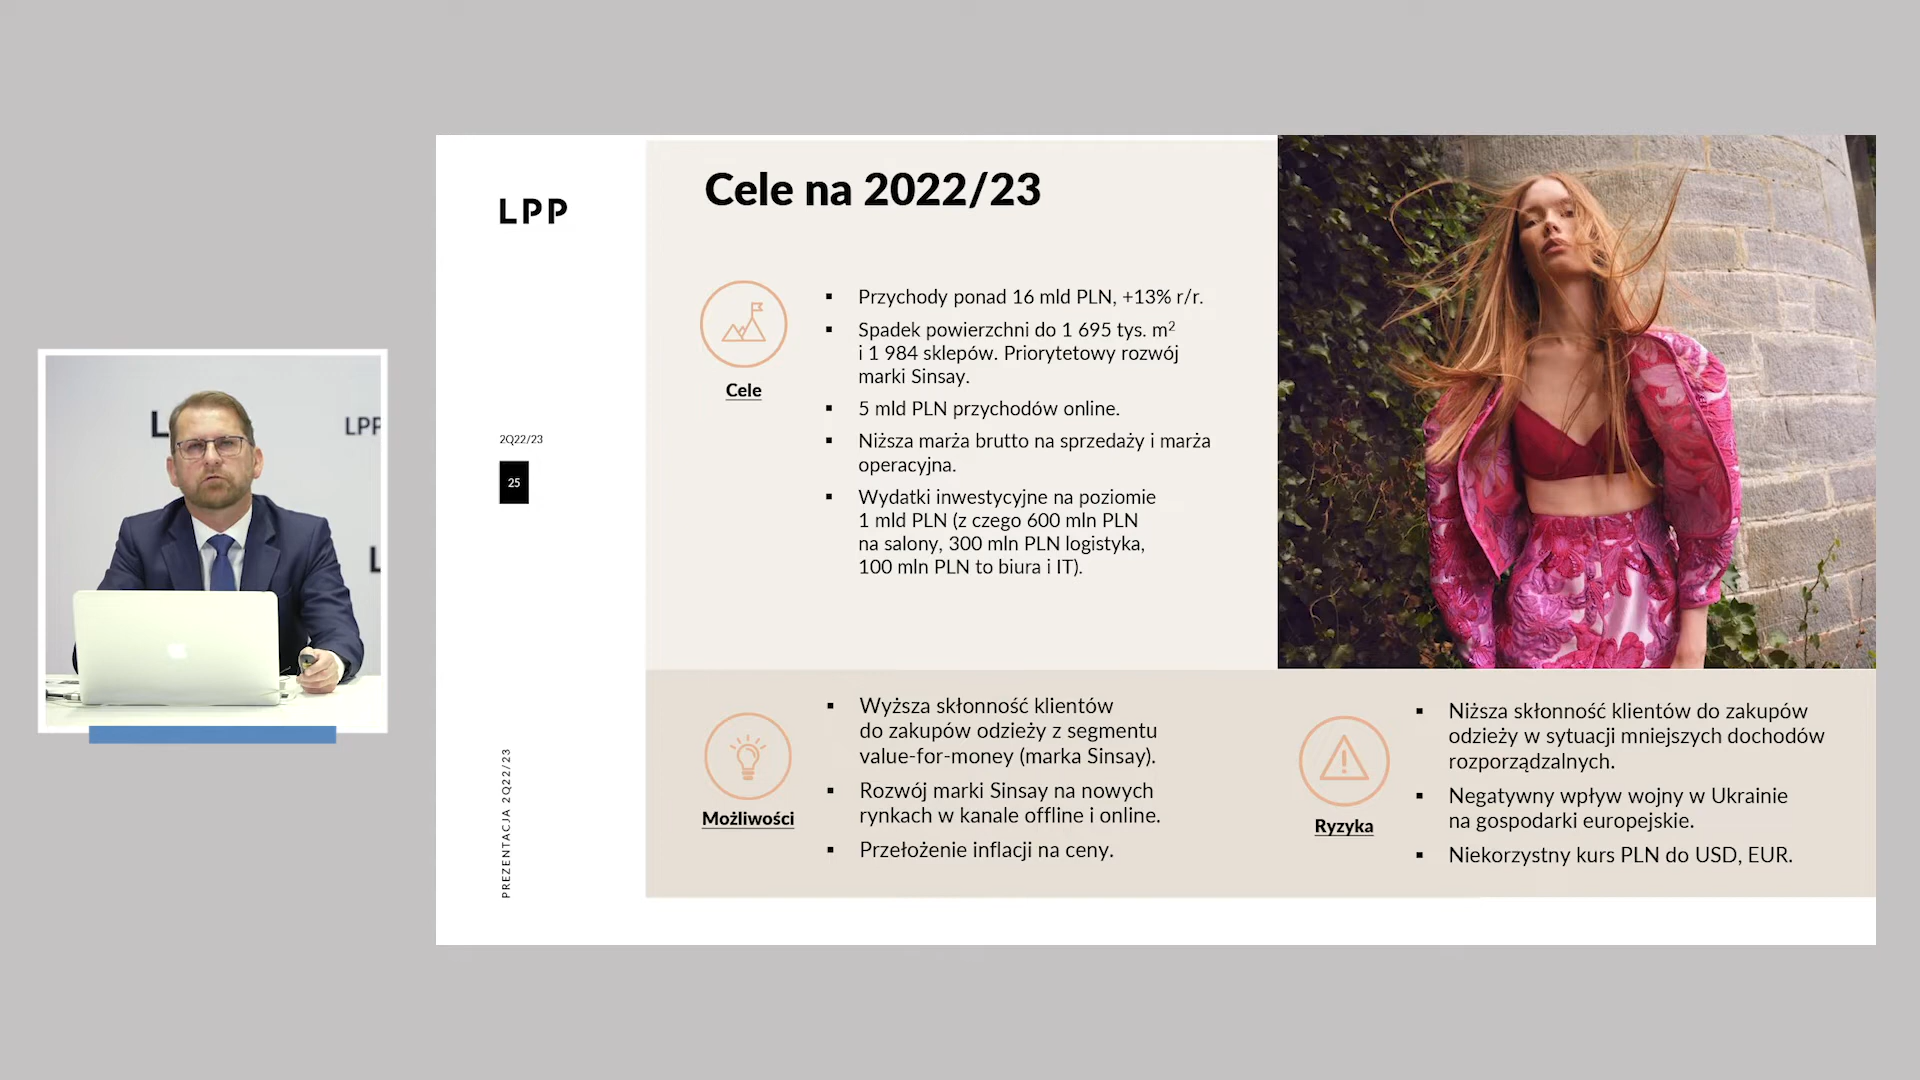 LPP
LPP
2Q22/23
25
PREZENTACJA 2Q22/23
Cele na 2022/23
Cele
▪ Przychody ponad 16 mld PLN, +13% r/r.
▪ Spadek powierzchni do 1 695 tys. m²
i 1 984 sklepów. Priorytetowy rozwój
marki Sinsay.
▪ 5 mld PLN przychodów online.
▪ Niższa marża brutto na sprzedaży i marża
operacyjna.
▪ Wydatki inwestycyjne na poziomie
1 mld PLN (z czego 600 mln PLN
na salony, 300 mln PLN logistyka,
100 mln PLN to biura i IT).
Możliwości
▪ Wyższa skłonność klientów
do zakupów odzieży z segmentu
value-for-money (marka Sinsay).
▪ Rozwój marki Sinsay na nowych
rynkach w kanale offline i online.
▪ Przełożenie inflacji na ceny.
Ryzyka
▪ Niższa skłonność klientów do zakupów
odzieży w sytuacji mniejszych dochodów
rozporządzalnych.
▪ Negatywny wpływ wojny w Ukrainie
na gospodarki europejskie.
▪ Niekorzystny kurs PLN do USD, EUR.